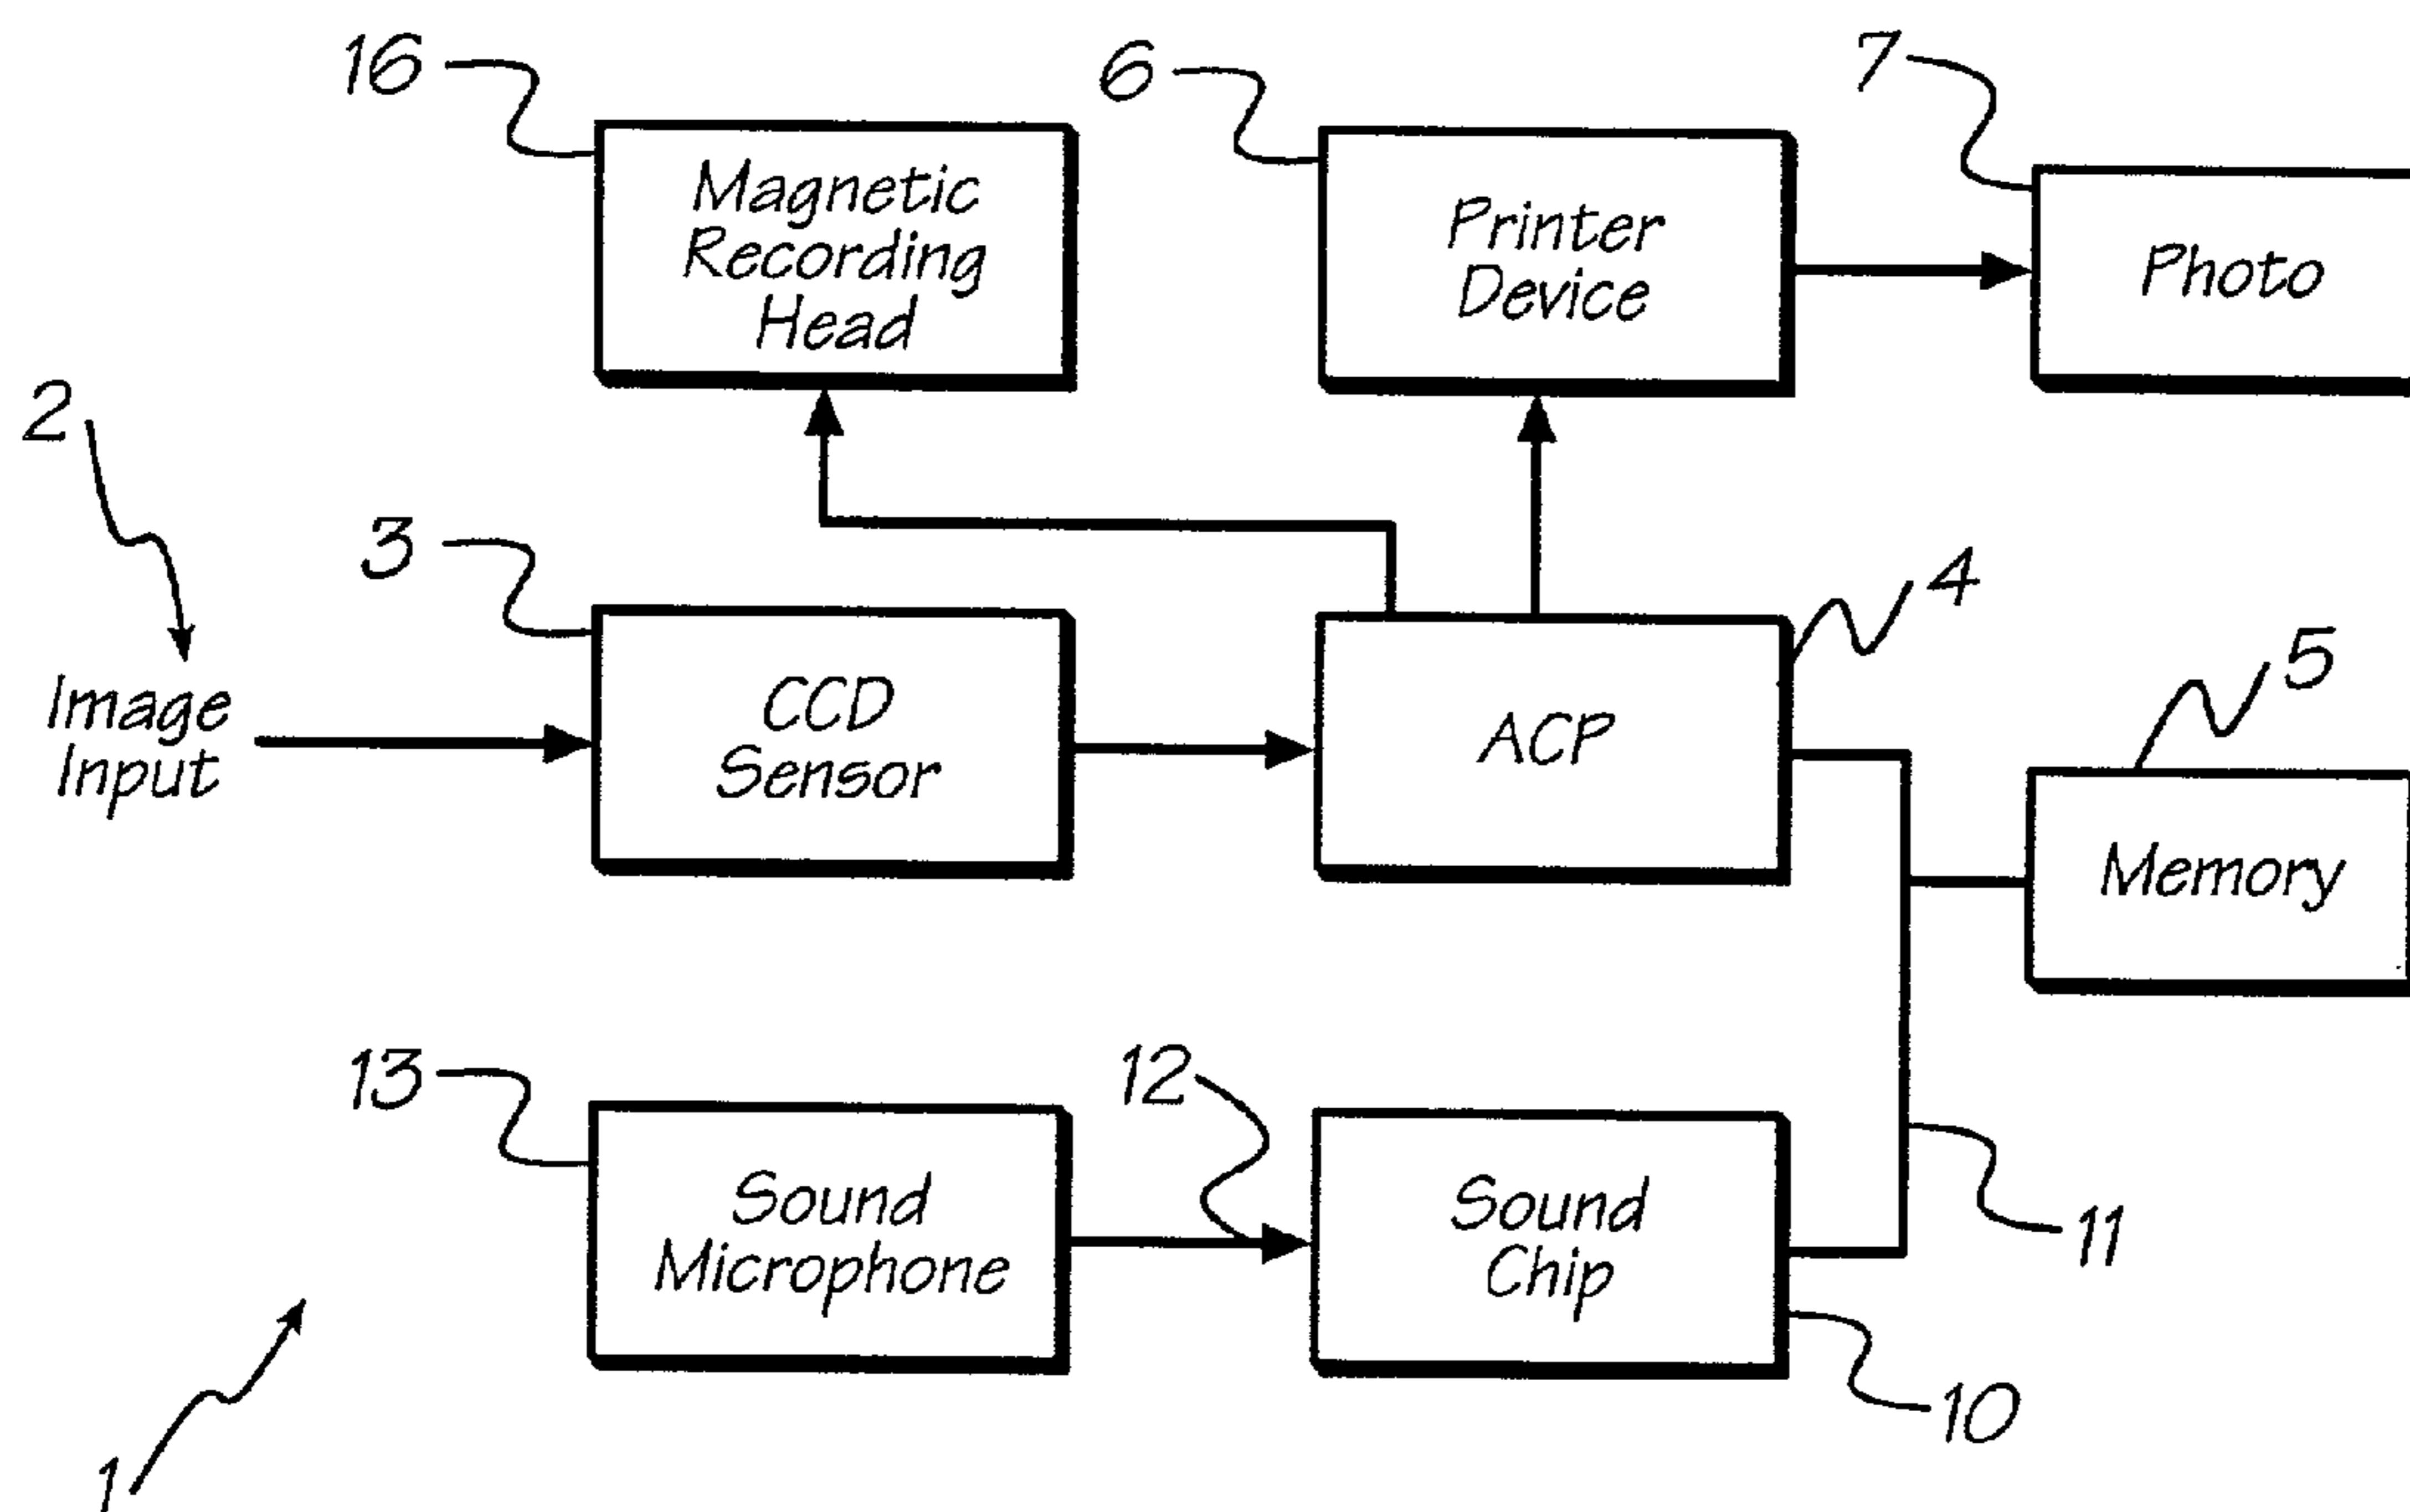 16
6
7
Magnetic
Recording
Head
Printer
Device
Photo
2
3
4
5
Image
Input
CCD
Sensor
ACP
Memory
13
12
11
Sound
Microphone
Sound
Chip
10
1